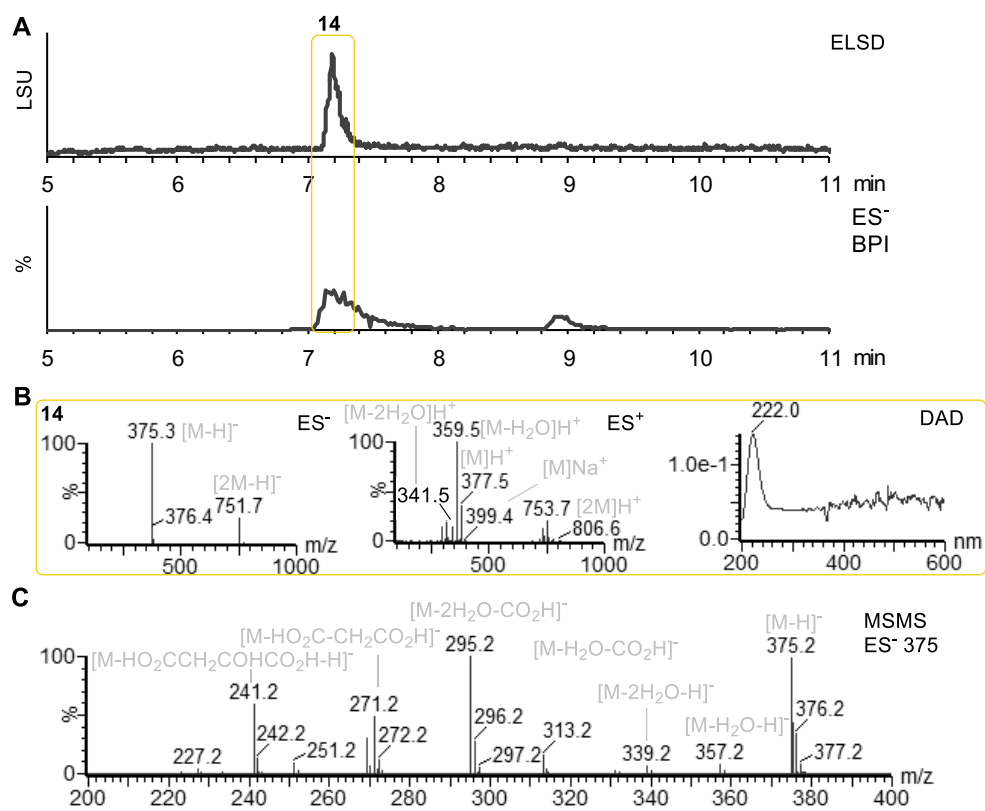 A
14
ELSD
LSU
5 6 7 8 9 10 11 min
ES-
BPI
%
5 6 7 8 9 10 11 min
B
14
ES-
375.3 [M-H]-
[2M-H]-
751.7
376.4
100
%
0
500 1000
m/z
[M-2H₂O]H+
ES+
359.5 [M-H₂O]H+
[M]H+
377.5
[M]Na+
341.5
399.4
753.7 [2M]H+
806.6
100
%
0
500 1000
m/z
DAD
222.0
1.0e-1
0.0
200 400 600
nm
C
MSMS
ES- 375
[M-2H₂O-CO₂H]-
[M-HO₂C-CH₂CO₂H]-
[M-HO₂CCH₂COHCO₂H-H]-
[M-H₂O-CO₂H]-
[M-2H₂O-H]-
[M-H₂O-H]-
[M-H]-
100
%
0
227.2
241.2
242.2
251.2
271.2
272.2
295.2
296.2
297.2
313.2
339.2
357.2
375.2
376.2
377.2
200 220 240 260 280 300 320 340 360 380 400
m/z